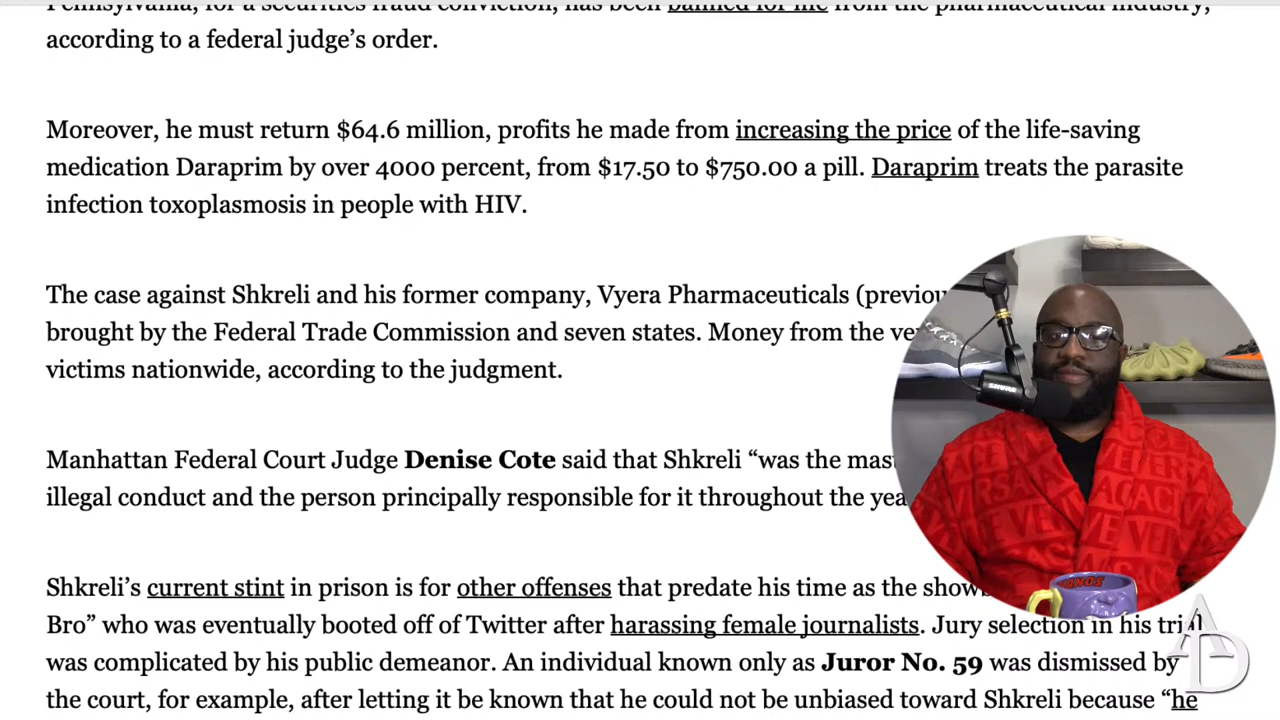 according to a federal judge's order.
Moreover, he must return $64.6 million, profits he made from increasing the price of the life-saving
medication Daraprim by over 4000 percent, from $17.50 to $750.00 a pill. Daraprim treats the parasite
infection toxoplasmosis in people with HIV.
The case against Shkreli and his former company, Vyera Pharmaceuticals
brought by the Federal Trade Commission and seven states. Money from the
victims nationwide, according to the judgment.
Manhattan Federal Court Judge Denise Cote said that Shkreli “was the
illegal conduct and the person principally responsible for it throughout the
Shkreli’s current stint in prison is for other offenses that predate his time as the
Bro” who was eventually booted off of Twitter after harassing female journalists. Jury selection in his trial
was complicated by his public demeanor. An individual known only as Juror No. 59 was dismissed by
the court, for example, after letting it be known that he could not be unbiased toward Shkreli because “he
SHURE
AD